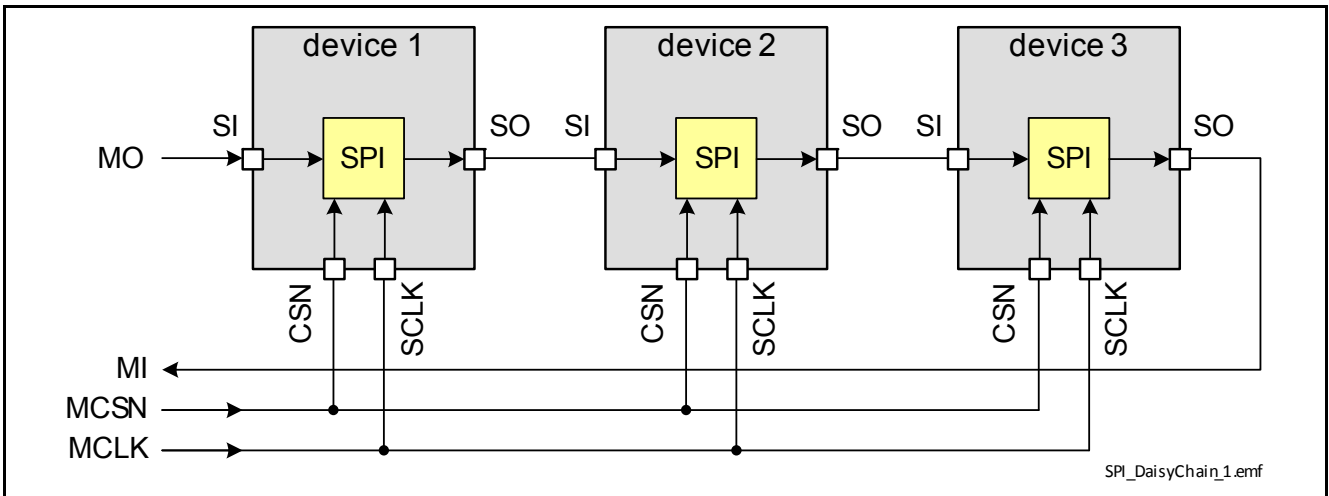 device 1
device 2
device 3
SI
SO
SI
SO
SI
SO
MO
SPI
SPI
SPI
CSN
SCLK
CSN
SCLK
CSN
SCLK
MI
MCSN
MCLK
SPI_DaisyChain_1.emf